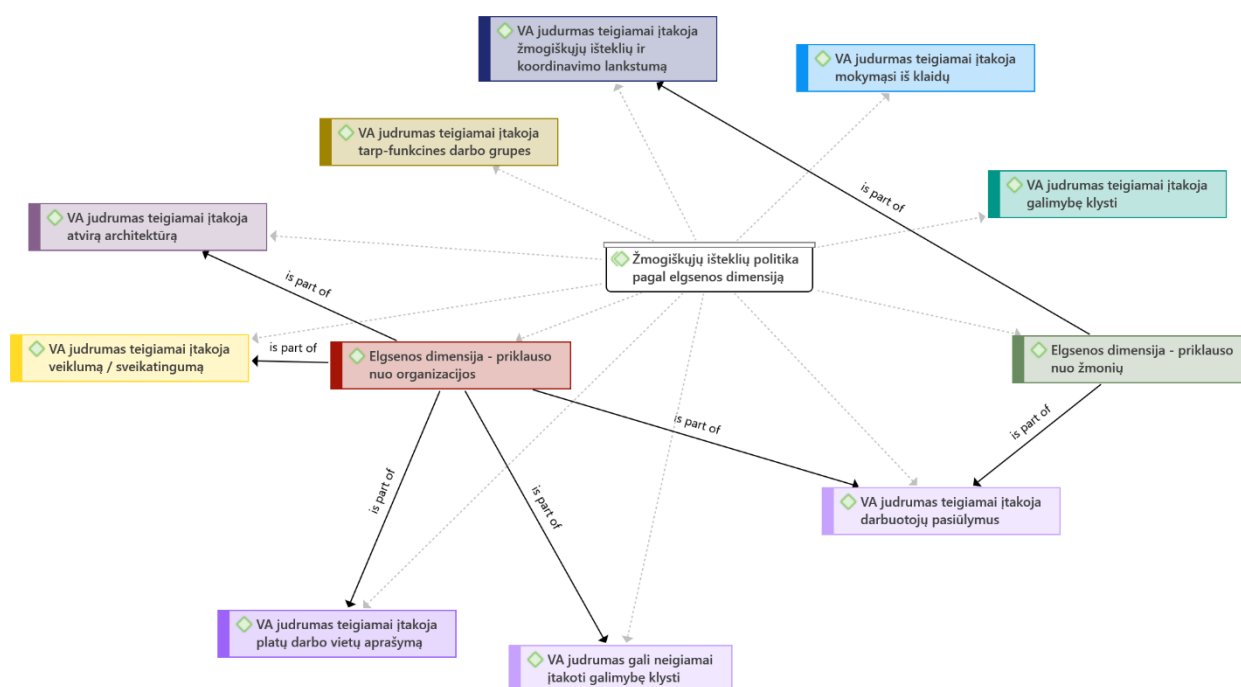 VA judurmas teigiamai įtakoja
žmogiškųjų išteklių ir
koordinavimo lankstumą
VA judurmas teigiamai įtakoja
mokymąsi iš klaidų
VA judrumas teigiamai įtakoja
tarp-funkcines darbo grupes
VA judrumas teigiamai įtakoja
galimybę klysti
is part of
VA judrumas teigiamai įtakoja
atvirą architektūrą
Žmogiškųjų išteklių politika
pagal elgsenos dimensiją
is part of
VA judrumas teigiamai įtakoja
veiklumą / sveikatingumą
is part of
Elgsenos dimensija - priklauso
nuo organizacijos
Elgsenos dimensija - priklauso
nuo žmonių
is part of
is part of
is part of
is part of
VA judrumas teigiamai įtakoja
darbuotojų pasiūlymus
VA judrumas teigiamai įtakoja
platų darbo vietų aprašymą
VA judrumas gali neigiamai
įtakoti galimybę klysti